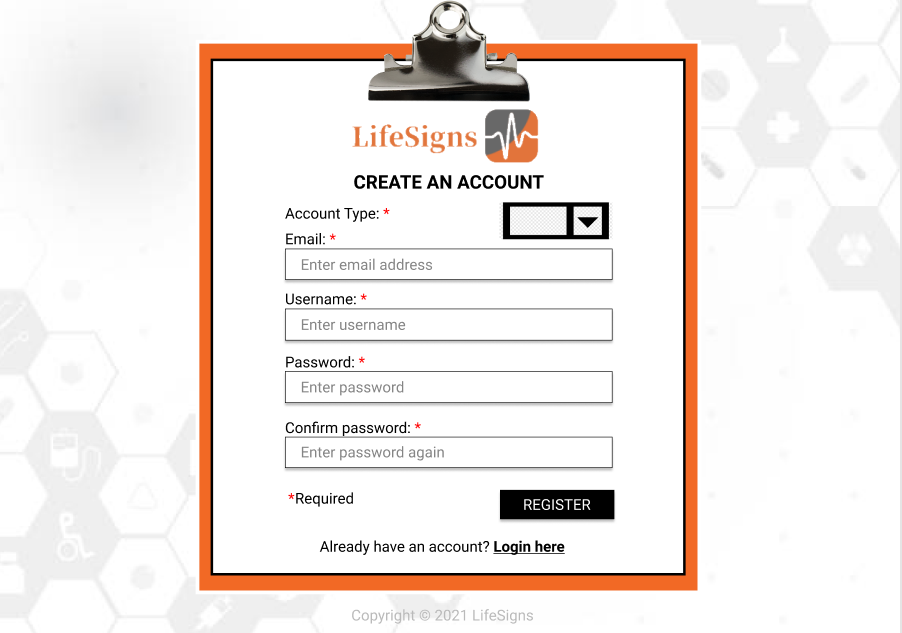 LifeSigns
CREATE AN ACCOUNT
Account Type: *
Email: *
Enter email address
Username: *
Enter username
Password: *
Enter password
Confirm password: *
Enter password again
*Required
REGISTER
Already have an account? Login here
Copyright © 2021 LifeSigns